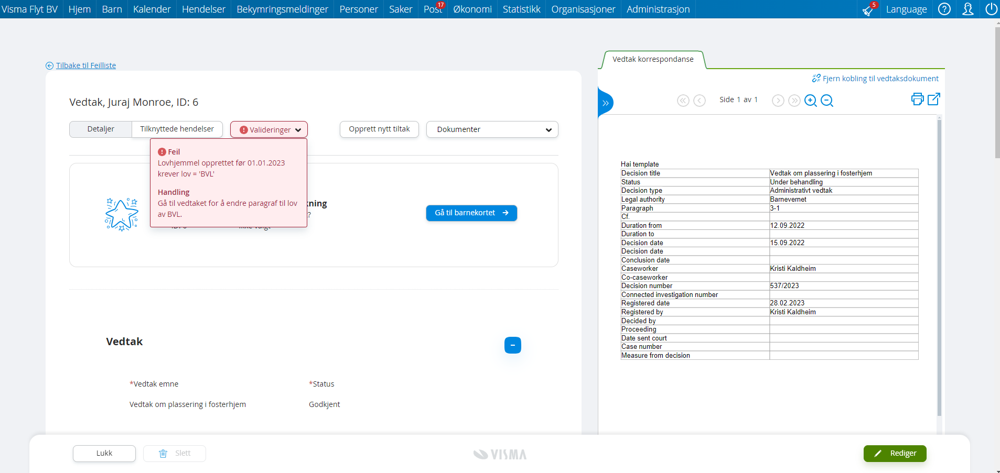 Visma Flyt BV Hjem Barn Kalender Hendelser Bekymringsmeldinger Personer Saker Post 17 Økonomi Statistikk Organisasjoner Administrasjon 5 Language ?
Tilbake til Feilliste
Vedtak, Juraj Monroe, ID: 6
Detaljer Tilknyttede hendelser Valideringer Opprett nytt tiltak Dokumenter
Feil
Lovhjemmel opprettet før 01.01.2023
krever lov = 'BVL'
Handling
Gå til vedtaket for å endre paragraf til lov
av BVL.
kning
?
Gå til barnekortet
Vedtak
*Vedtak emne *Status
Vedtak om plassering i fosterhjem Godkjent
Lukk Slett VISMA Rediger
Vedtak korrespondanse
Fjern kobling til vedtaksdokument
Side 1 av 1
Hai template
Decision title Vedtak om plassering i fosterhjem
Status Under behandling
Decision type Administrativt vedtak
Legal authority Barnevernet
Paragraph 3-1
Cf.
Duration from 12.09.2022
Duration to
Decision date 15.09.2022
Decision date
Conclusion date
Caseworker Kristi Kaldheim
Co-caseworker
Decision number 537/2023
Connected investigation number
Registered date 28.02.2023
Registered by Kristi Kaldheim
Decided by
Proceeding
Date sent court
Case number
Measure from decision